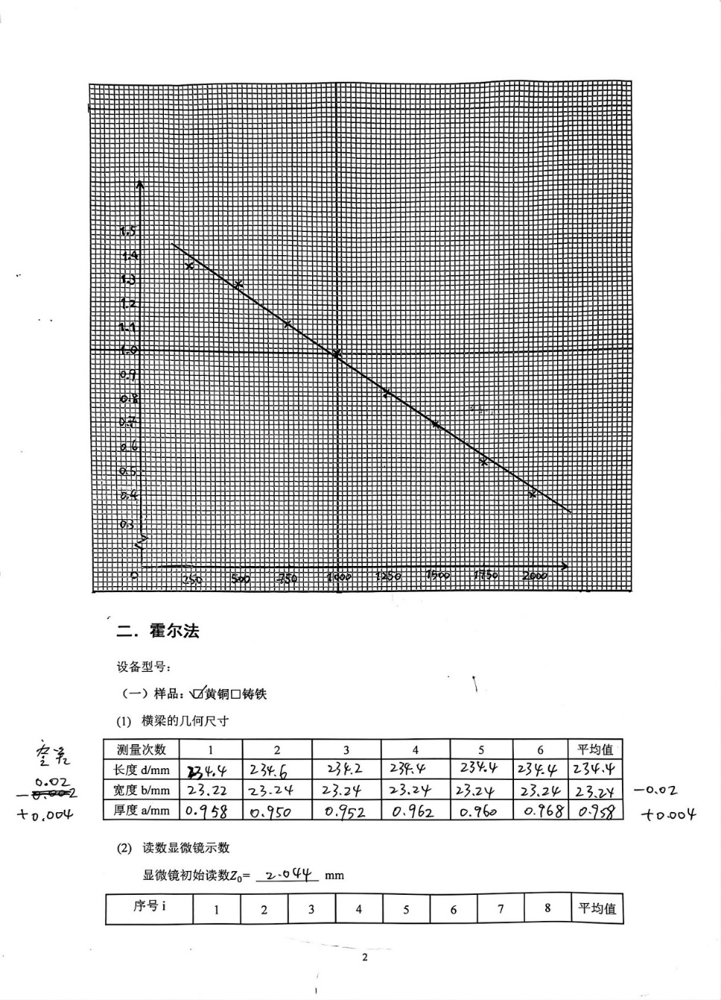 1.5
1.4
1.3
1.2
1.1
1.0
0.9
0.8
0.7
0.6
0.5
0.4
0.3
0 250 500 750 1000 1250 1500 1750 2000
二．霍尔法
设备型号：
（一）样品：☑黄铜☐铸铁
(1) 横梁的几何尺寸
测量次数 1 2 3 4 5 6 平均值
长度 d/mm 234.4 234.6 234.2 234.4 234.4 234.4 234.4
宽度 b/mm 23.22 23.24 23.24 23.24 23.24 23.24 23.24 -0.02
厚度 a/mm 0.958 0.950 0.952 0.962 0.960 0.968 0.958 +0.004
0.02
-0.002
+0.004
(2) 读数显微镜示数
显微镜初始读数Z₀= 2.044 mm
序号 i 1 2 3 4 5 6 7 8 平均值
2